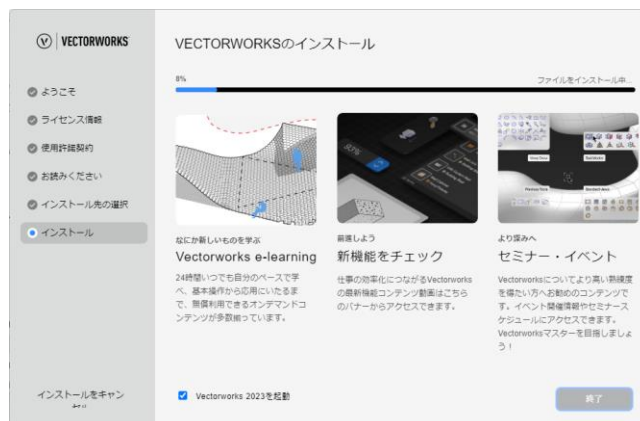 VECTORWORKS
ようこそ
ライセンス情報
使用許諾契約
お読みください
インストール先の選択
インストール
インストールをキャン
セル
VECTORWORKSのインストール
8%
ファイルをインストール中...
なにか新しいものを学ぶ
Vectorworks e-learning
24時間いつでも自分のペースで学
べ、基本操作から応用にいたるま
で、無償利用できるオンデマンドコ
ンテンツが多数揃っています。
前進しよう
新機能をチェック
仕事の効率化につながるVectorworks
の最新機能コンテンツ動画はこちら
のバナーからアクセスできます。
より深みへ
セミナー・イベント
Vectorworksについてより高い熟練度
を得たい方へお勧めのコンテンツで
す。イベント開催情報やセミナース
ケジュールにアクセスできます。
Vectorworksマスターを目指しましょ
う!
Vectorworks 2023を起動
終了